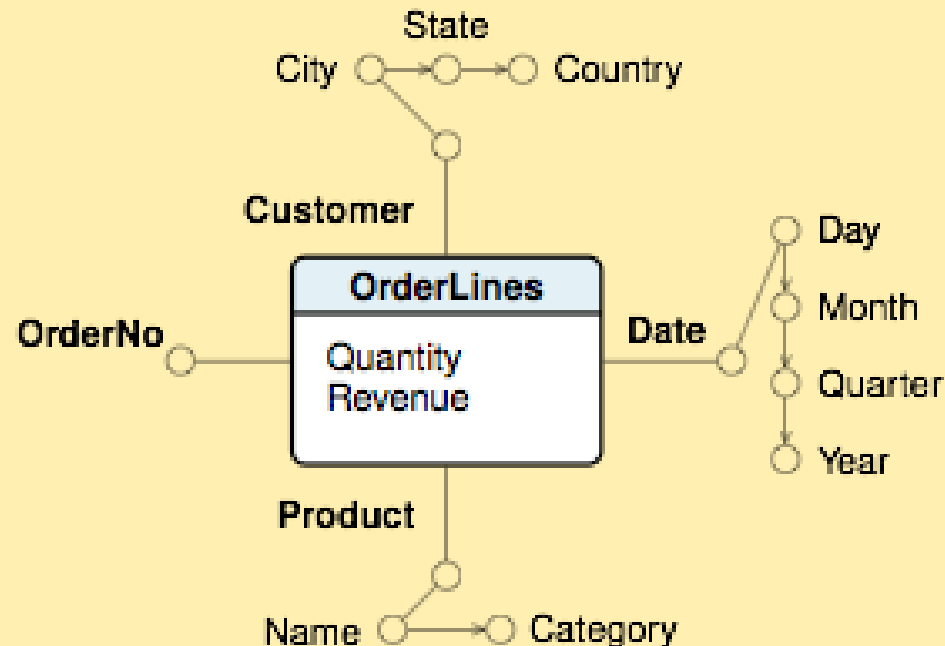 State
City
Country
Customer
Day
OrderLines
Month
OrderNo
Date
Quantity
Revenue
Quarter
Year
Product
Name
Category